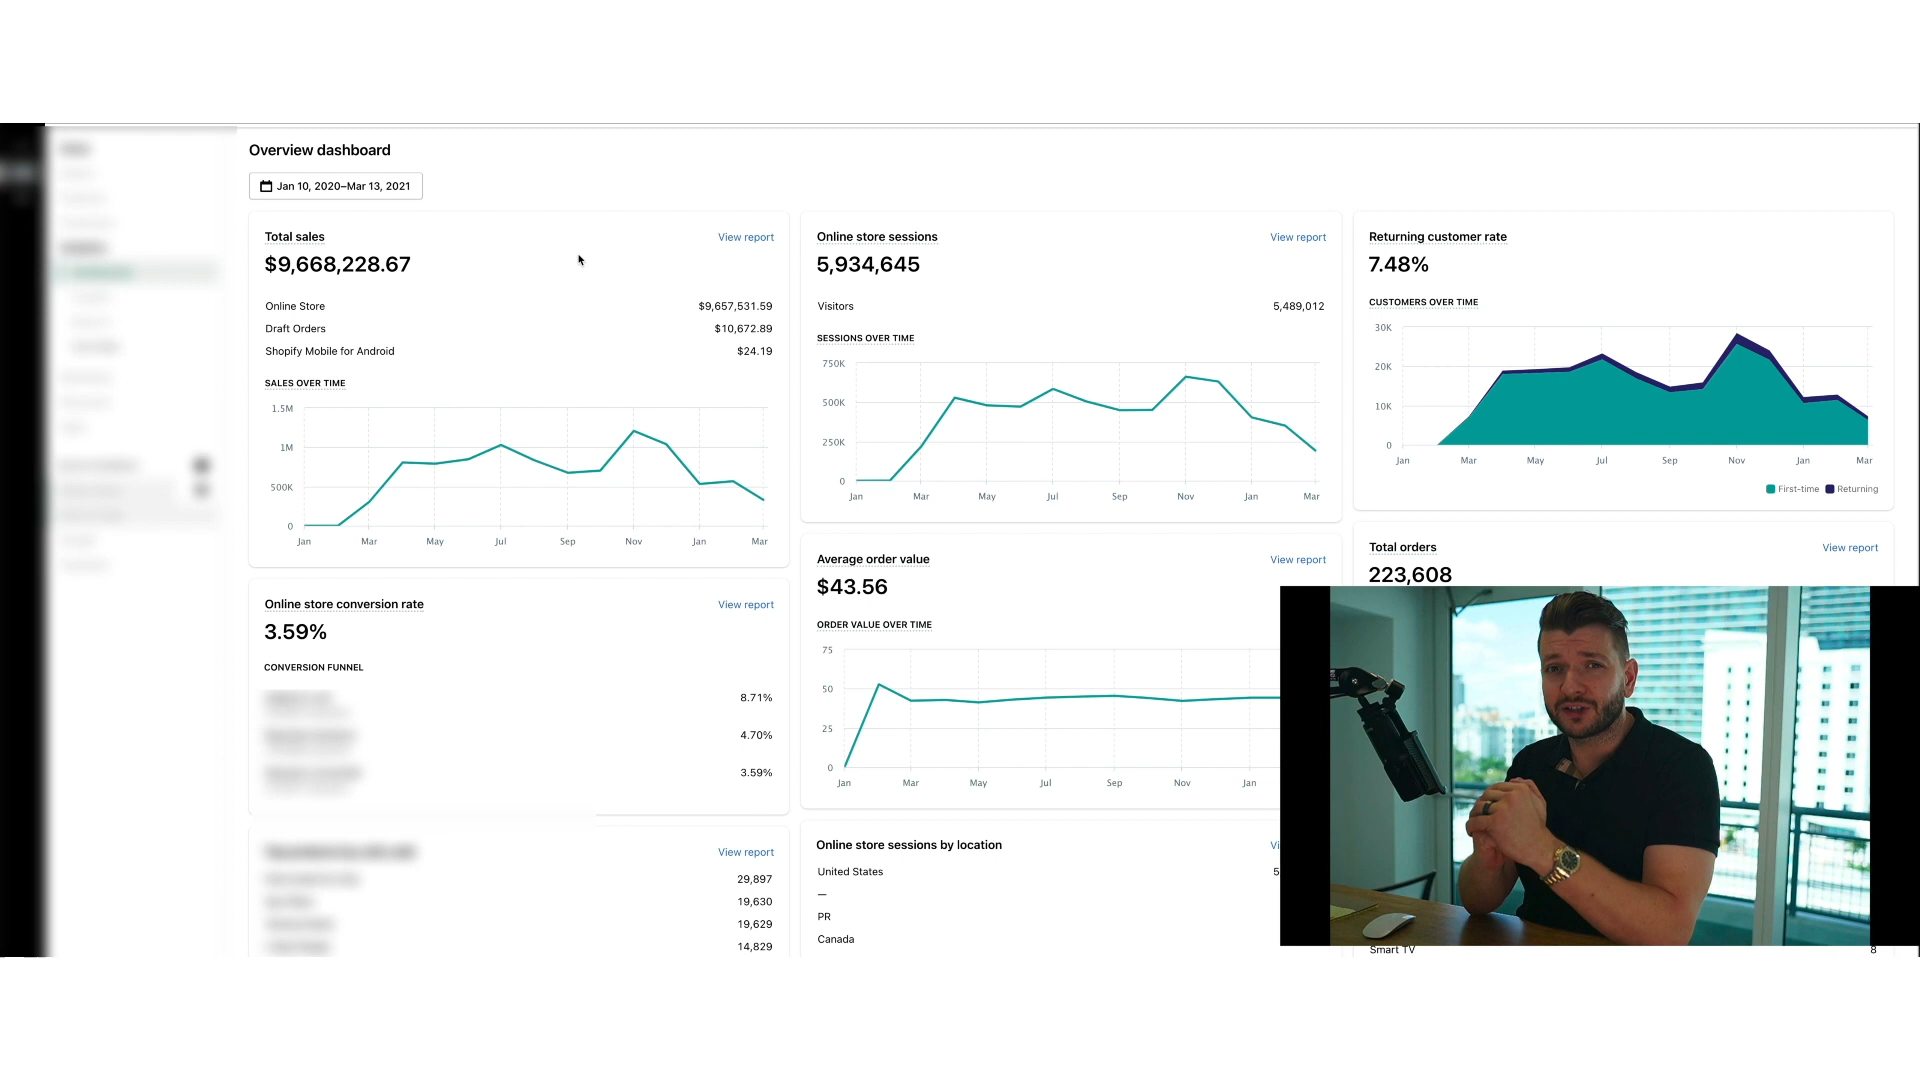 Overview dashboard
Jan 10, 2020–Mar 13, 2021
Total sales
View report
$9,668,228.67
Online Store $9,657,531.59
Draft Orders $10,672.89
Shopify Mobile for Android $24.19
SALES OVER TIME
1.5M
1M
500K
0
Jan Mar May Jul Sep Nov Jan Mar
Online store conversion rate
View report
3.59%
CONVERSION FUNNEL
8.71%
4.70%
3.59%
View report
29,897
19,630
19,629
14,829
Online store sessions
View report
5,934,645
Visitors 5,489,012
SESSIONS OVER TIME
750K
500K
250K
0
Jan Mar May Jul Sep Nov Jan Mar
Average order value
View report
$43.56
ORDER VALUE OVER TIME
75
50
25
0
Jan Mar May Jul Sep Nov Jan
Online store sessions by location
Vi
United States 5
—
PR
Canada
Returning customer rate
7.48%
CUSTOMERS OVER TIME
30K
20K
10K
0
Jan Mar May Jul Sep Nov Jan Mar
First-time Returning
Total orders
View report
223,608
Smart TV 8